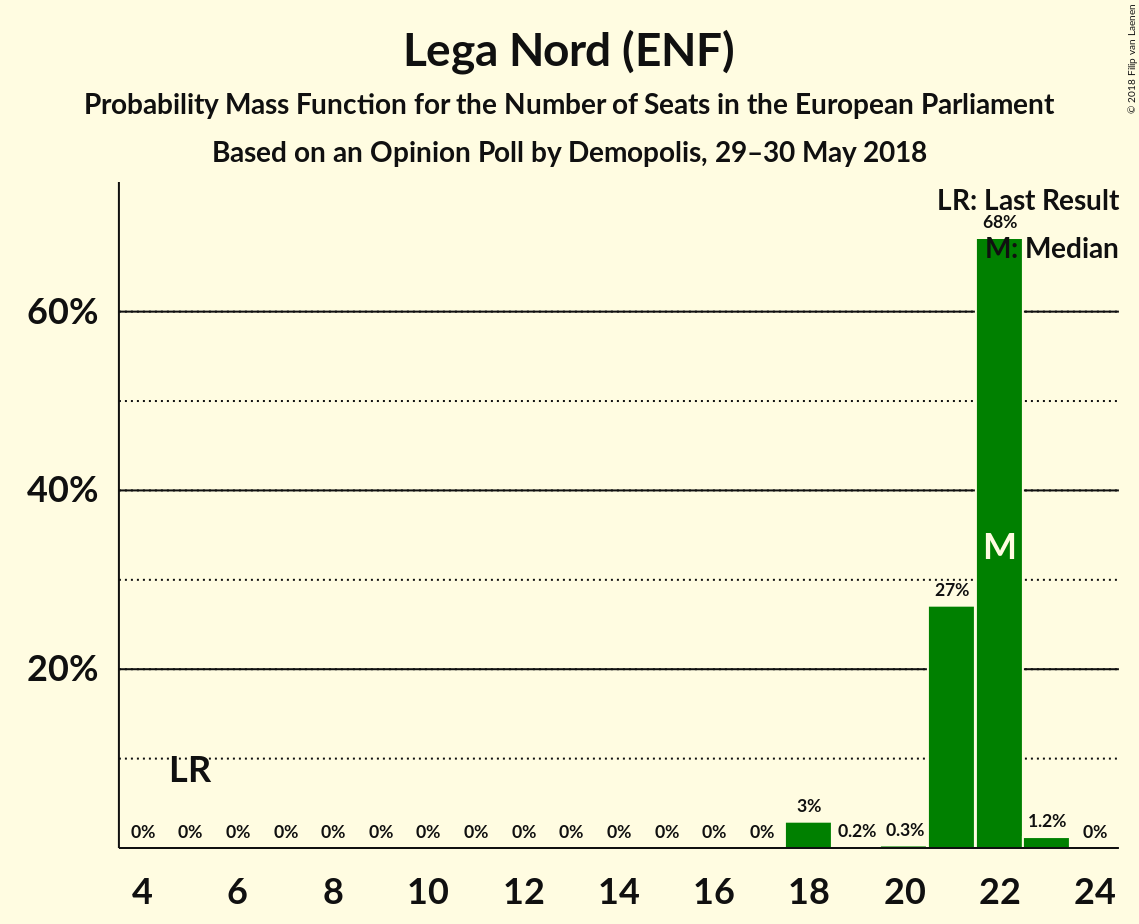 Lega Nord (ENF)
Probability Mass Function for the Number of Seats in the European Parliament
Based on an Opinion Poll by Demopolis, 29–30 May 2018
© 2018 Filip van Laenen
LR: Last Result
68%
M: Median
60%
40%
M
27%
20%
LR
3%
0% 0% 0% 0% 0% 0% 0% 0% 0% 0% 0% 0% 0% 0% 0.2% 0.3% 1.2% 0%
4 6 8 10 12 14 16 18 20 22 24